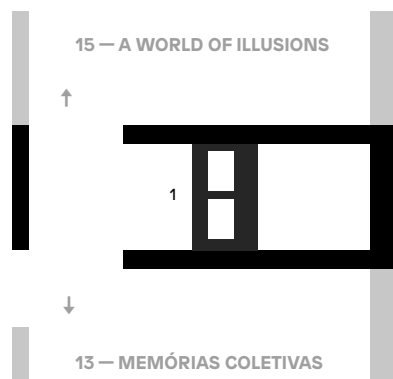 15 — A WORLD OF ILLUSIONS
1
13 — MEMÓRIAS COLETIVAS